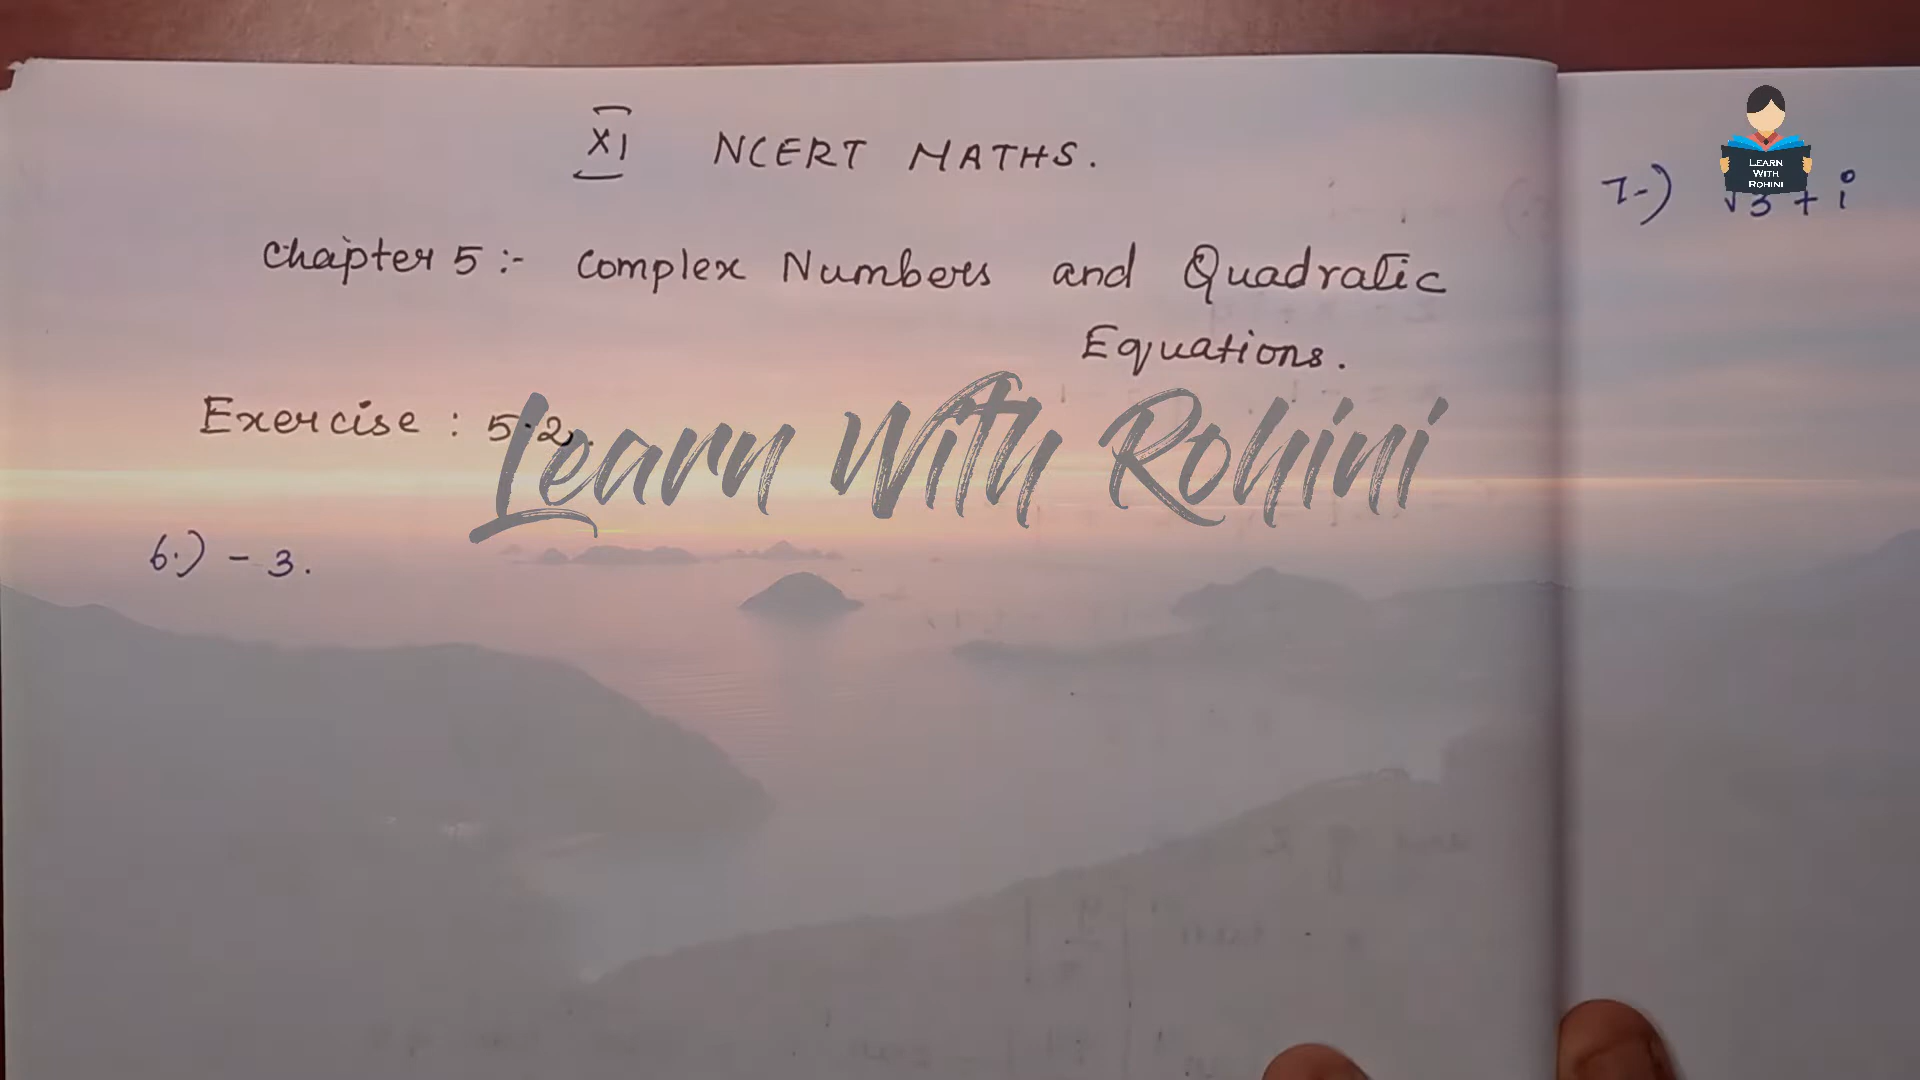 XI NCERT MATHS.
Chapter 5 :- Complex Numbers and Quadratic
Equations.
Exercise : 5.2.
Learn With Rohini
6.) - 3.
7.) √3 + i
LEARN
WITH
ROHINI